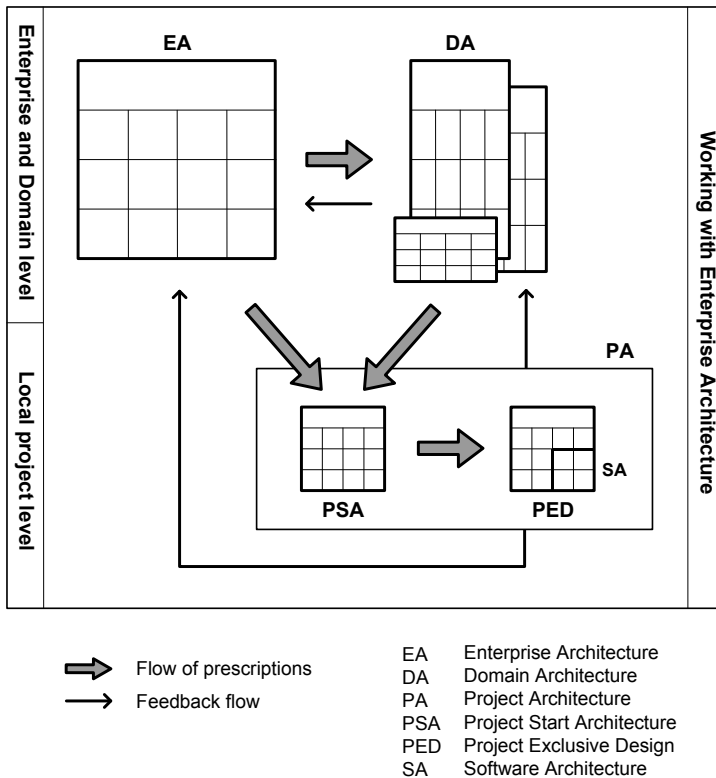 Enterprise and Domain level
Local project level
Working with Enterprise Architecture
EA
DA
PA
PSA
PED
SA
Flow of prescriptions
Feedback flow
EA Enterprise Architecture
DA Domain Architecture
PA Project Architecture
PSA Project Start Architecture
PED Project Exclusive Design
SA Software Architecture